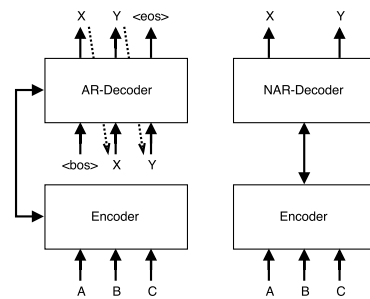 X Y <eos>
AR-Decoder
<bos> X Y
Encoder
A B C
X Y
NAR-Decoder
Encoder
A B C